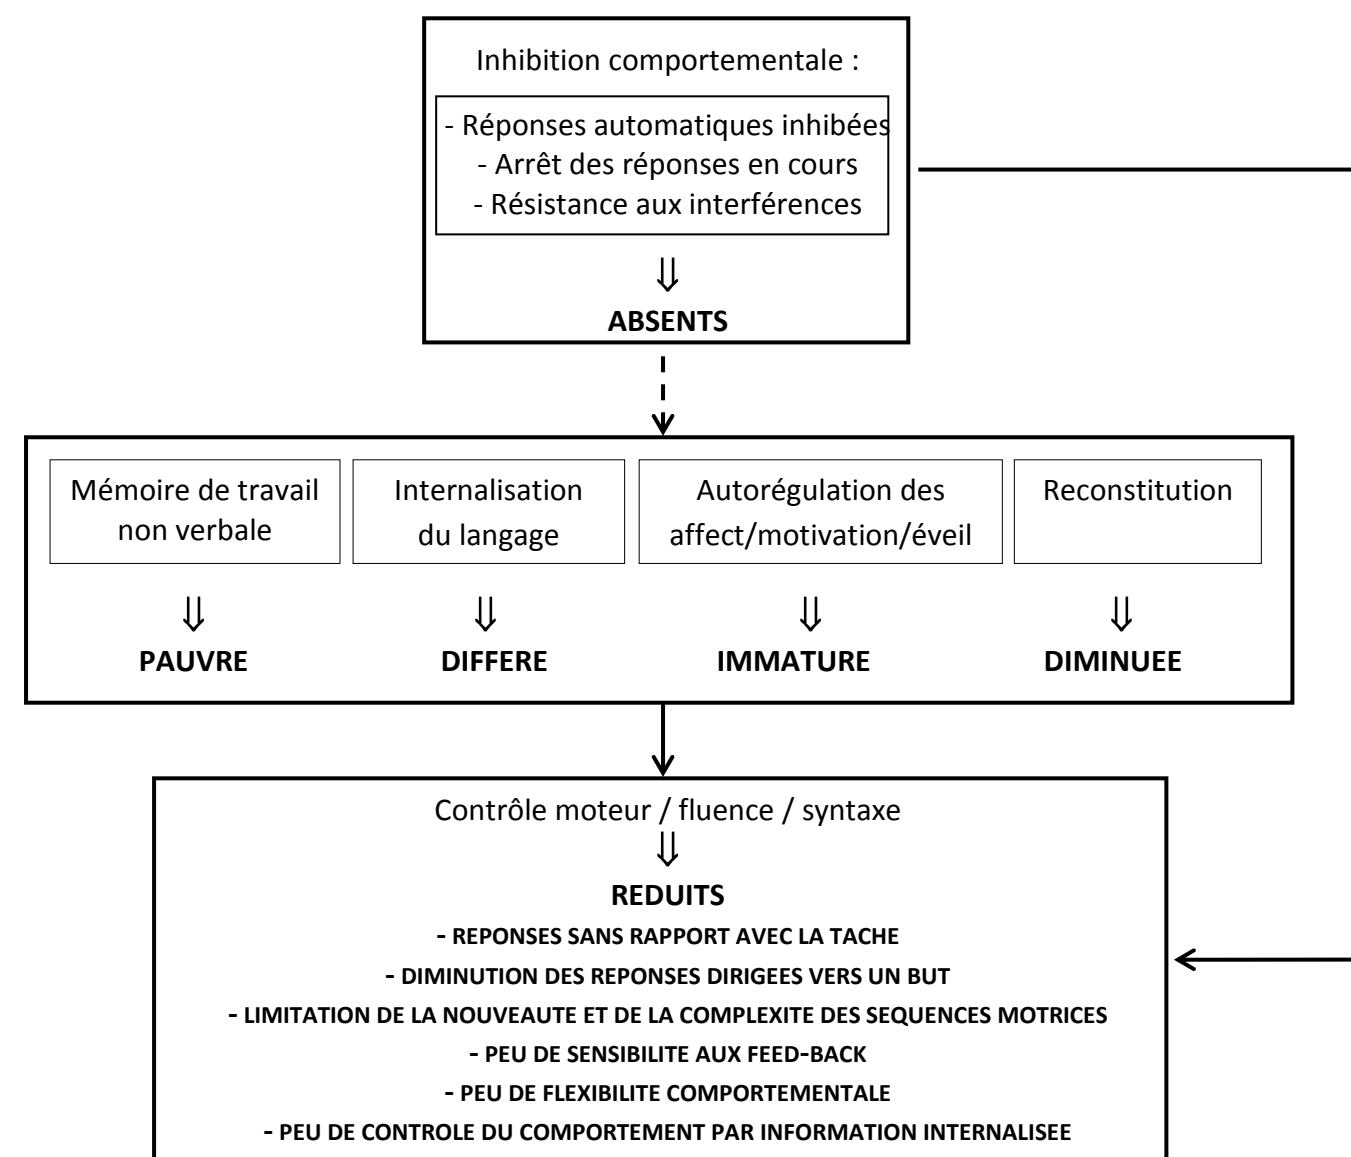 Inhibition comportementale :
- Réponses automatiques inhibées
- Arrêt des réponses en cours
- Résistance aux interférences
⇓
ABSENTS
Mémoire de travail
non verbale
⇓
PAUVRE
Internalisation
du langage
⇓
DIFFERE
Autorégulation des
affect/motivation/éveil
⇓
IMMATURE
Reconstitution
⇓
DIMINUEE
Contrôle moteur / fluence / syntaxe
⇓
REDUITS
- REPONSES SANS RAPPORT AVEC LA TACHE
- DIMINUTION DES REPONSES DIRIGEES VERS UN BUT
- LIMITATION DE LA NOUVEAUTE ET DE LA COMPLEXITE DES SEQUENCES MOTRICES
- PEU DE SENSIBILITE AUX FEED-BACK
- PEU DE FLEXIBILITE COMPORTEMENTALE
- PEU DE CONTROLE DU COMPORTEMENT PAR INFORMATION INTERNALISEE